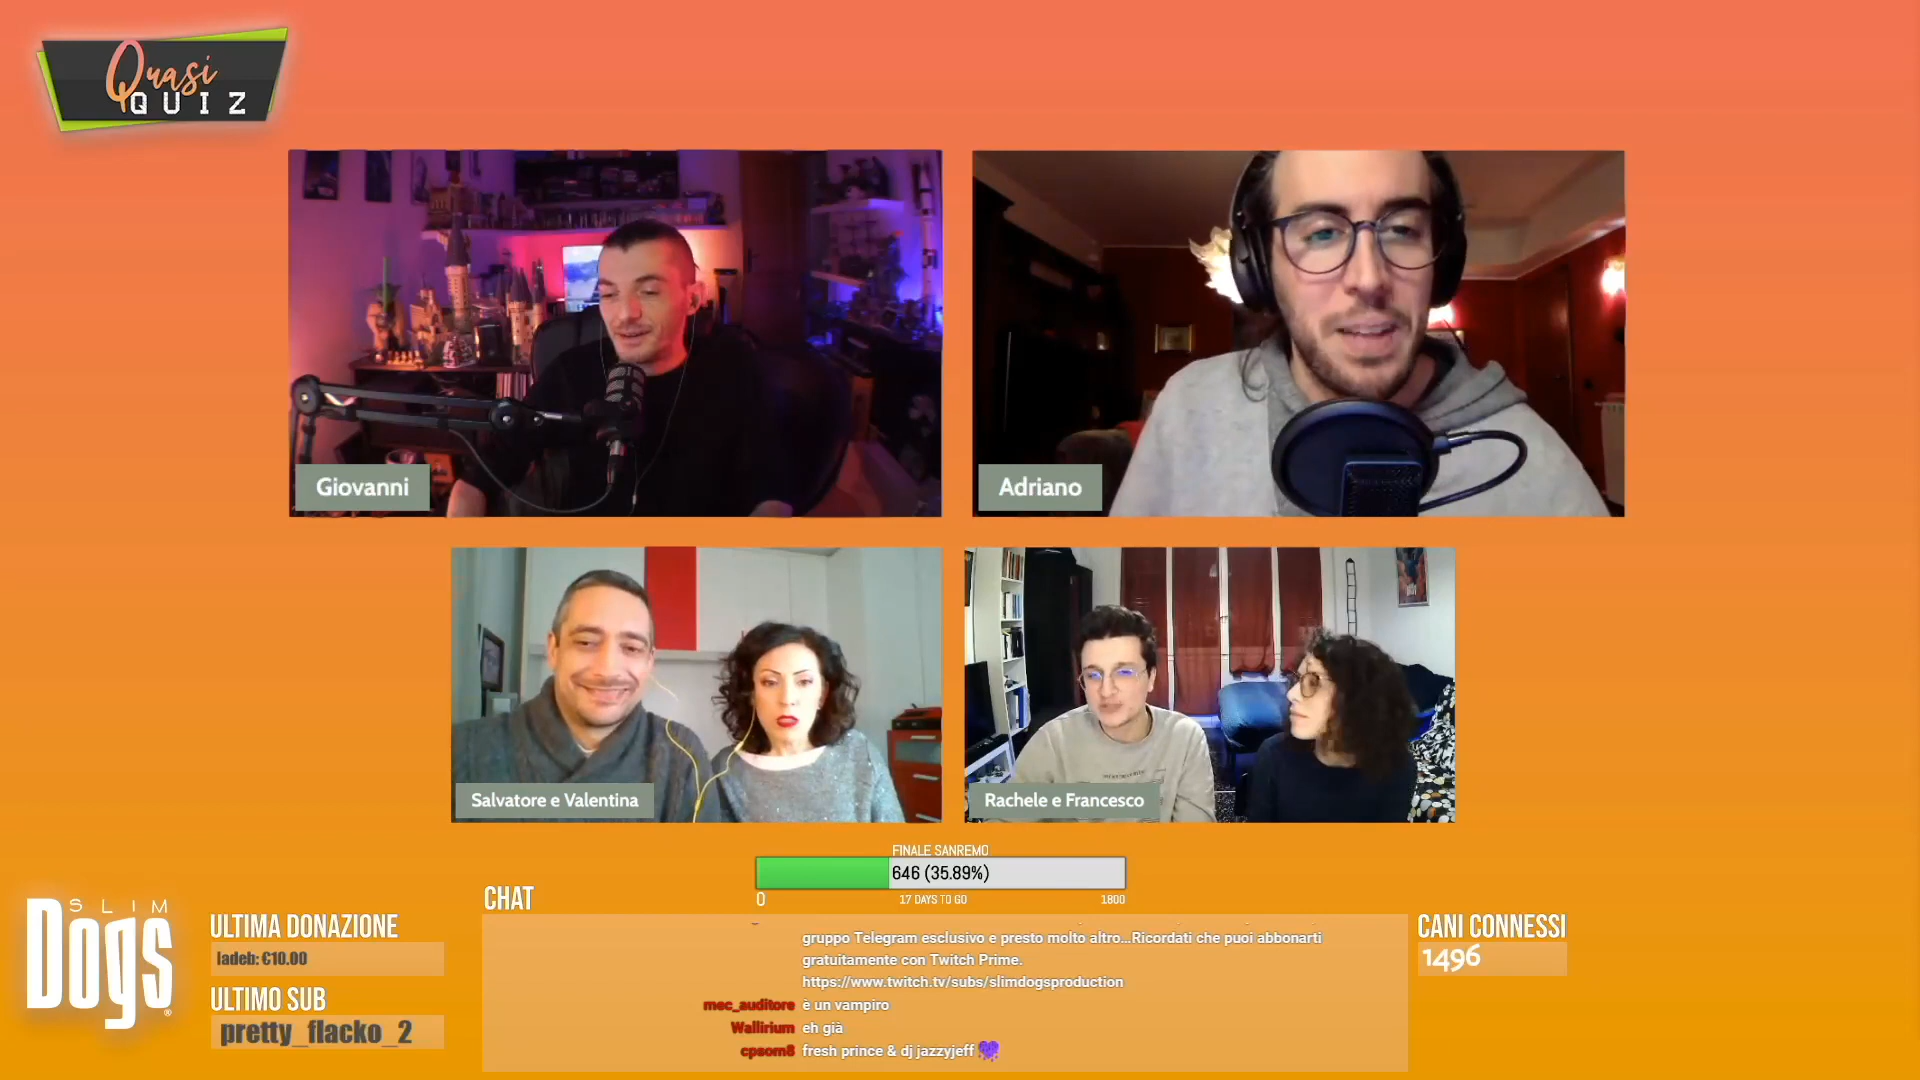 Quasi
QUIZ
Giovanni
Adriano
Salvatore e Valentina
Rachele e Francesco
FINALE SANREMO
646 (35.89%)
0
17 DAYS TO GO
1800
SLIM
Dogs®
ULTIMA DONAZIONE
ladeb: €10.00
ULTIMO SUB
pretty_flacko_2
CHAT
gruppo Telegram esclusivo e presto molto altro...Ricordati che puoi abbonarti
gratuitamente con Twitch Prime.
https://www.twitch.tv/subs/slimdogsproduction
mec_auditore è un vampiro
Wallirium eh già
cpsom8 fresh prince & dj jazzyjeff
CANI CONNESSI
1496